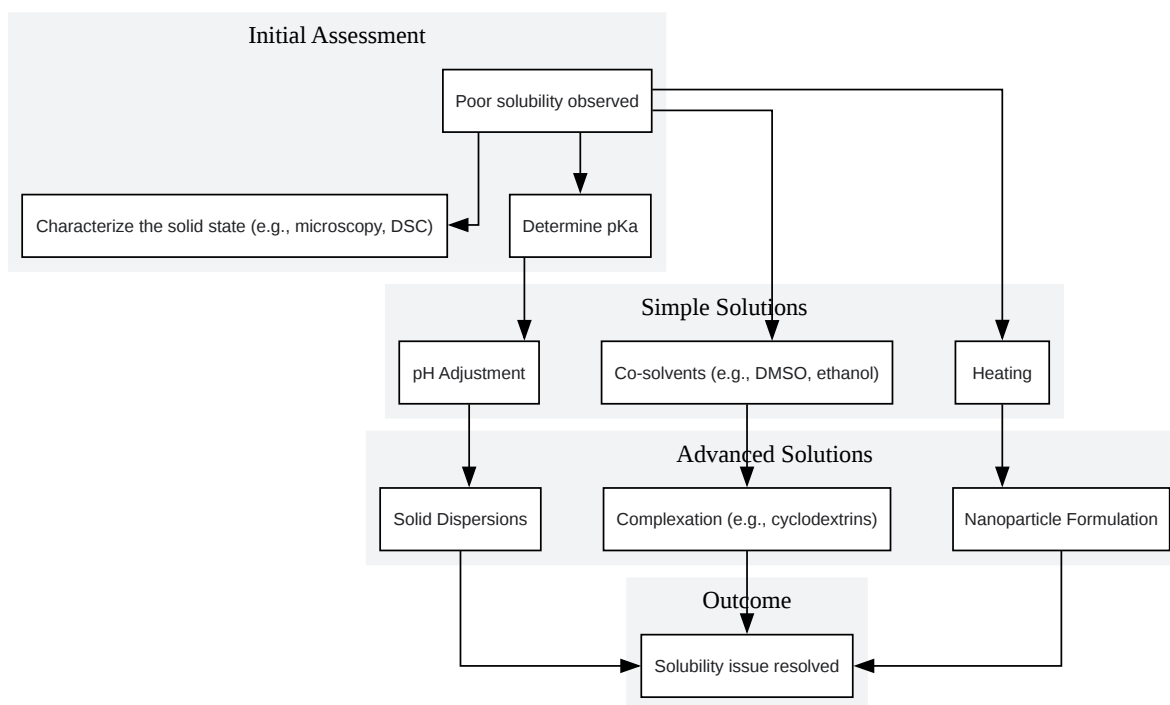 Initial Assessment
Poor solubility observed
Characterize the solid state (e.g., microscopy, DSC)
Determine pKa
Simple Solutions
pH Adjustment
Co-solvents (e.g., DMSO, ethanol)
Heating
Advanced Solutions
Solid Dispersions
Complexation (e.g., cyclodextrins)
Nanoparticle Formulation
Outcome
Solubility issue resolved